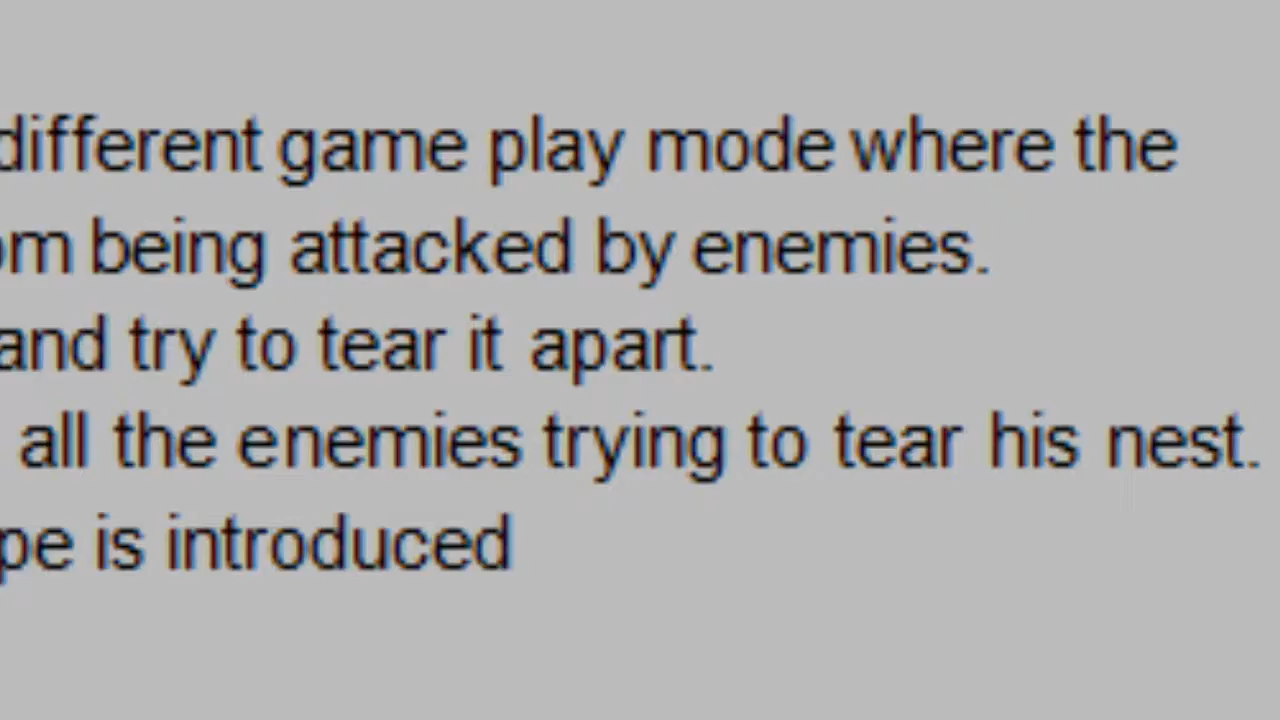 different game play mode where the
om being attacked by enemies.
and try to tear it apart.
all the enemies trying to tear his nest.
pe is introduced